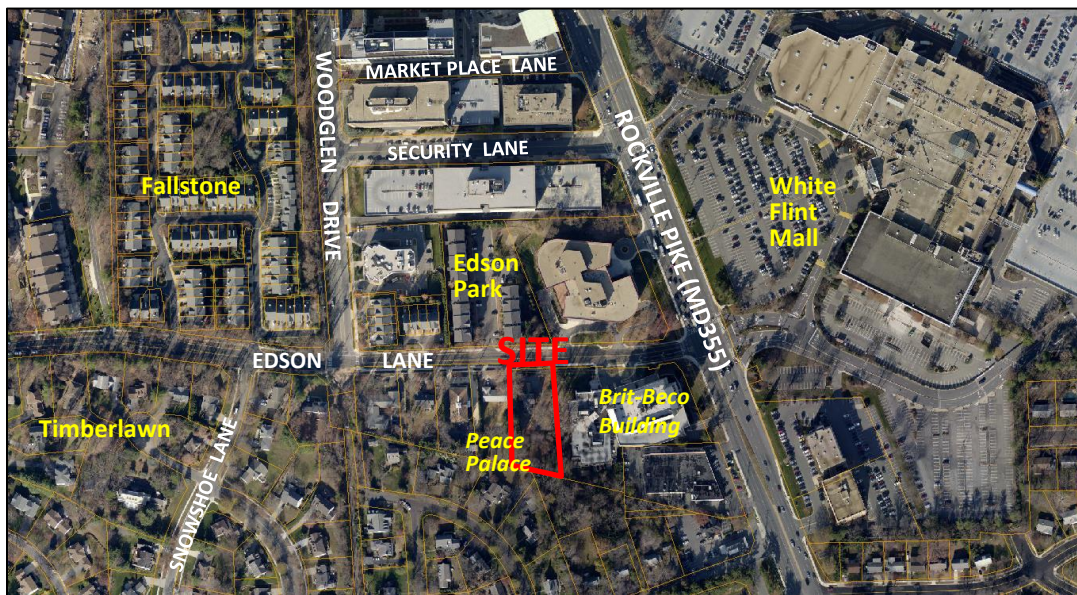 MARKET PLACE LANE
WOODGLEN DRIVE
SECURITY LANE
ROCKVILLE PIKE (MD355)
Fallstone
White
Flint
Mall
Edson
Park
SITE
EDSON LANE
Brit-Beco
Building
Timberlawn
Peace
Palace
SNOWSHOE LANE